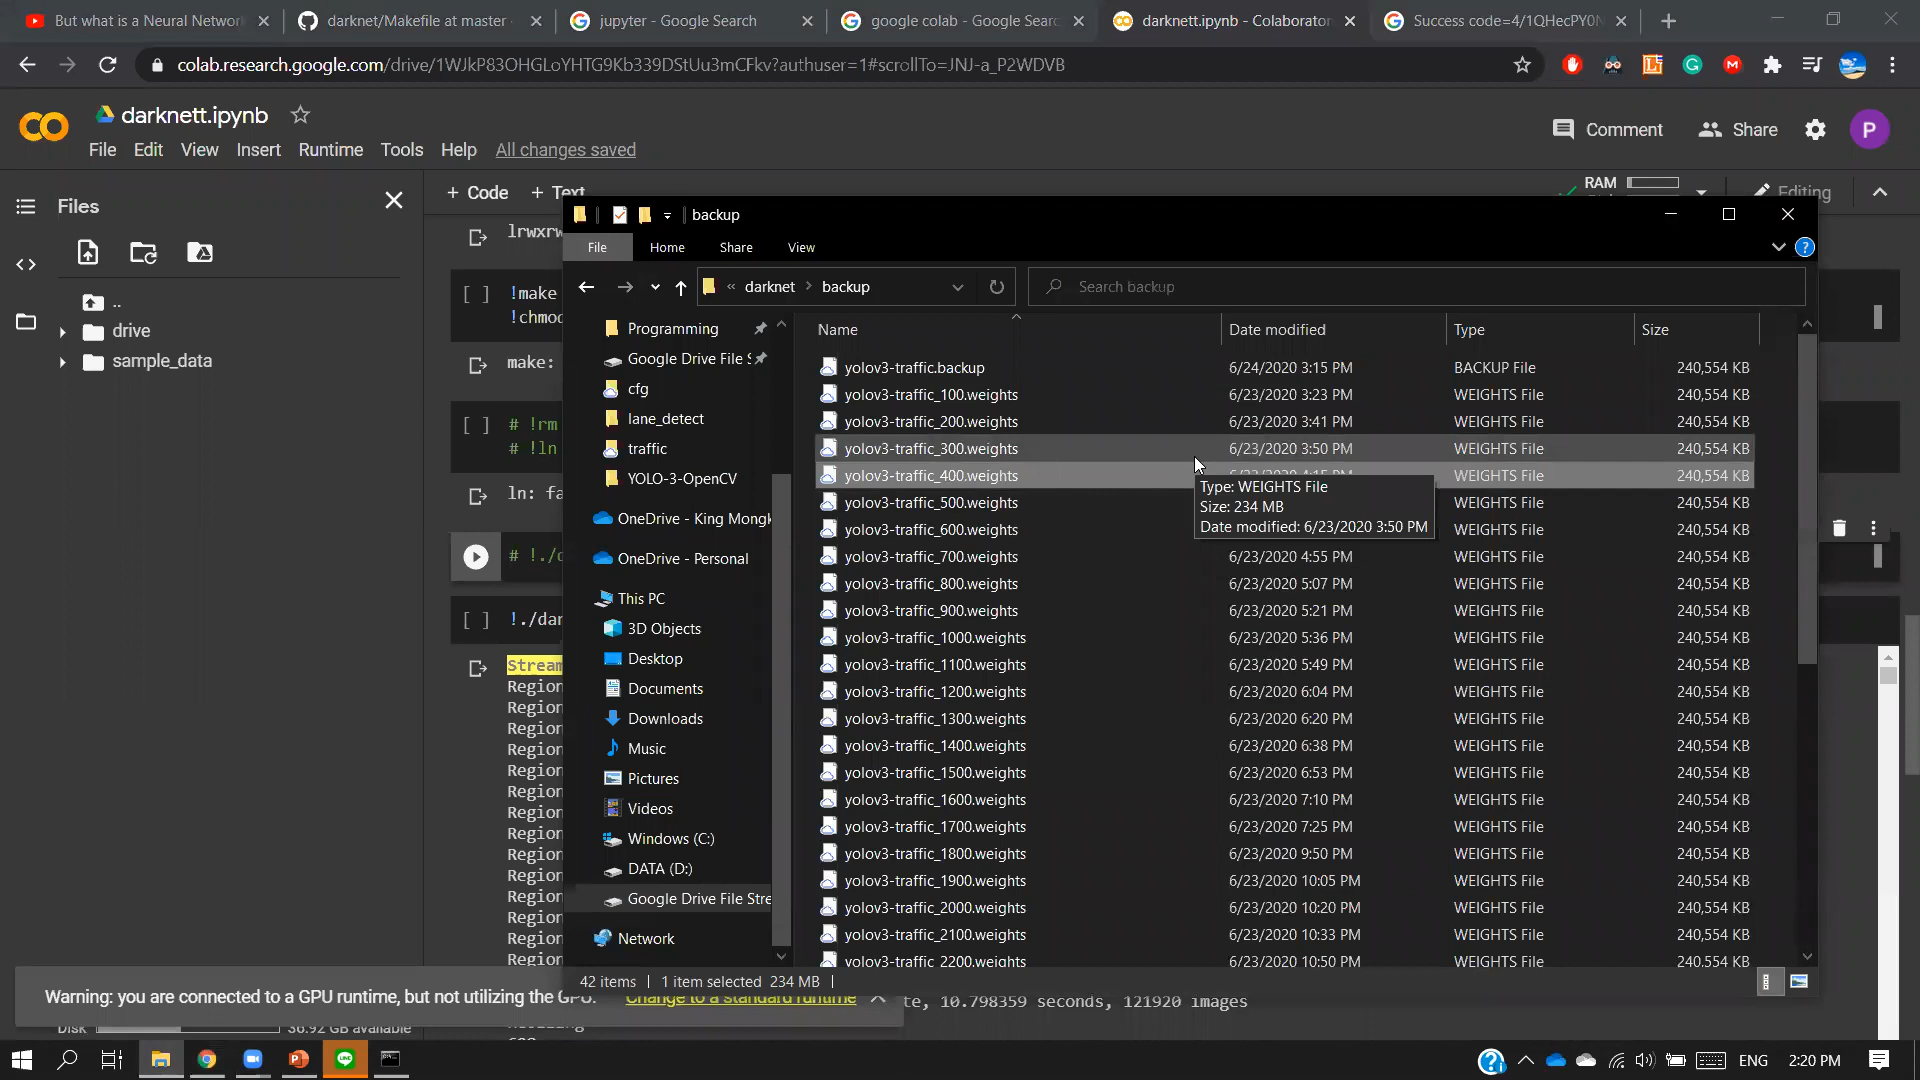 But what is a Neural Networ
darknet/Makefile at master ·
jupyter - Google Search
google colab - Google Searc
darknett.ipynb - Colaborator
Success code=4/1QHecPY0N
colab.research.google.com/drive/1WJkP83OHGLoYHTG9Kb339DStUu3mCFkv?authuser=1#scrollTo=JNJ-a_P2WDVB
darknett.ipynb
File Edit View Insert Runtime Tools Help All changes saved
Comment
Share
P
Files
+ Code + Text
RAM
Editing
..
drive
sample_data
lrwxrw
[ ] !make
!chmod
make:
[ ] # !rm
# !ln
ln: fa
# !./d
[ ] !./dar
Stream
Region
Region
Region
Region
Region
Region
Region
Region
Region
Region
Region
Region
Region
Region
backup
File Home Share View
« darknet › backup
Search backup
Programming
Google Drive File S
cfg
lane_detect
traffic
YOLO-3-OpenCV
OneDrive - King Mongk
OneDrive - Personal
This PC
3D Objects
Desktop
Documents
Downloads
Music
Pictures
Videos
Windows (C:)
DATA (D:)
Google Drive File Stre
Network
Name Date modified Type Size
yolov3-traffic.backup 6/24/2020 3:15 PM BACKUP File 240,554 KB
yolov3-traffic_100.weights 6/23/2020 3:23 PM WEIGHTS File 240,554 KB
yolov3-traffic_200.weights 6/23/2020 3:41 PM WEIGHTS File 240,554 KB
yolov3-traffic_300.weights 6/23/2020 3:50 PM WEIGHTS File 240,554 KB
yolov3-traffic_400.weights 6/23/2020 4:15 PM WEIGHTS File 240,554 KB
yolov3-traffic_500.weights WEIGHTS File 240,554 KB
yolov3-traffic_600.weights WEIGHTS File 240,554 KB
yolov3-traffic_700.weights 6/23/2020 4:55 PM WEIGHTS File 240,554 KB
yolov3-traffic_800.weights 6/23/2020 5:07 PM WEIGHTS File 240,554 KB
yolov3-traffic_900.weights 6/23/2020 5:21 PM WEIGHTS File 240,554 KB
yolov3-traffic_1000.weights 6/23/2020 5:36 PM WEIGHTS File 240,554 KB
yolov3-traffic_1100.weights 6/23/2020 5:49 PM WEIGHTS File 240,554 KB
yolov3-traffic_1200.weights 6/23/2020 6:04 PM WEIGHTS File 240,554 KB
yolov3-traffic_1300.weights 6/23/2020 6:20 PM WEIGHTS File 240,554 KB
yolov3-traffic_1400.weights 6/23/2020 6:38 PM WEIGHTS File 240,554 KB
yolov3-traffic_1500.weights 6/23/2020 6:53 PM WEIGHTS File 240,554 KB
yolov3-traffic_1600.weights 6/23/2020 7:10 PM WEIGHTS File 240,554 KB
yolov3-traffic_1700.weights 6/23/2020 7:25 PM WEIGHTS File 240,554 KB
yolov3-traffic_1800.weights 6/23/2020 9:50 PM WEIGHTS File 240,554 KB
yolov3-traffic_1900.weights 6/23/2020 10:05 PM WEIGHTS File 240,554 KB
yolov3-traffic_2000.weights 6/23/2020 10:20 PM WEIGHTS File 240,554 KB
yolov3-traffic_2100.weights 6/23/2020 10:33 PM WEIGHTS File 240,554 KB
yolov3-traffic_2200.weights 6/23/2020 10:50 PM WEIGHTS File 240,554 KB
Type: WEIGHTS File
Size: 234 MB
Date modified: 6/23/2020 3:50 PM
42 items 1 item selected 234 MB
Warning: you are connected to a GPU runtime, but not utilizing the GPU. Change to a standard runtime
te, 10.798359 seconds, 121920 images
Disk 36.92 GB available
ENG 2:20 PM